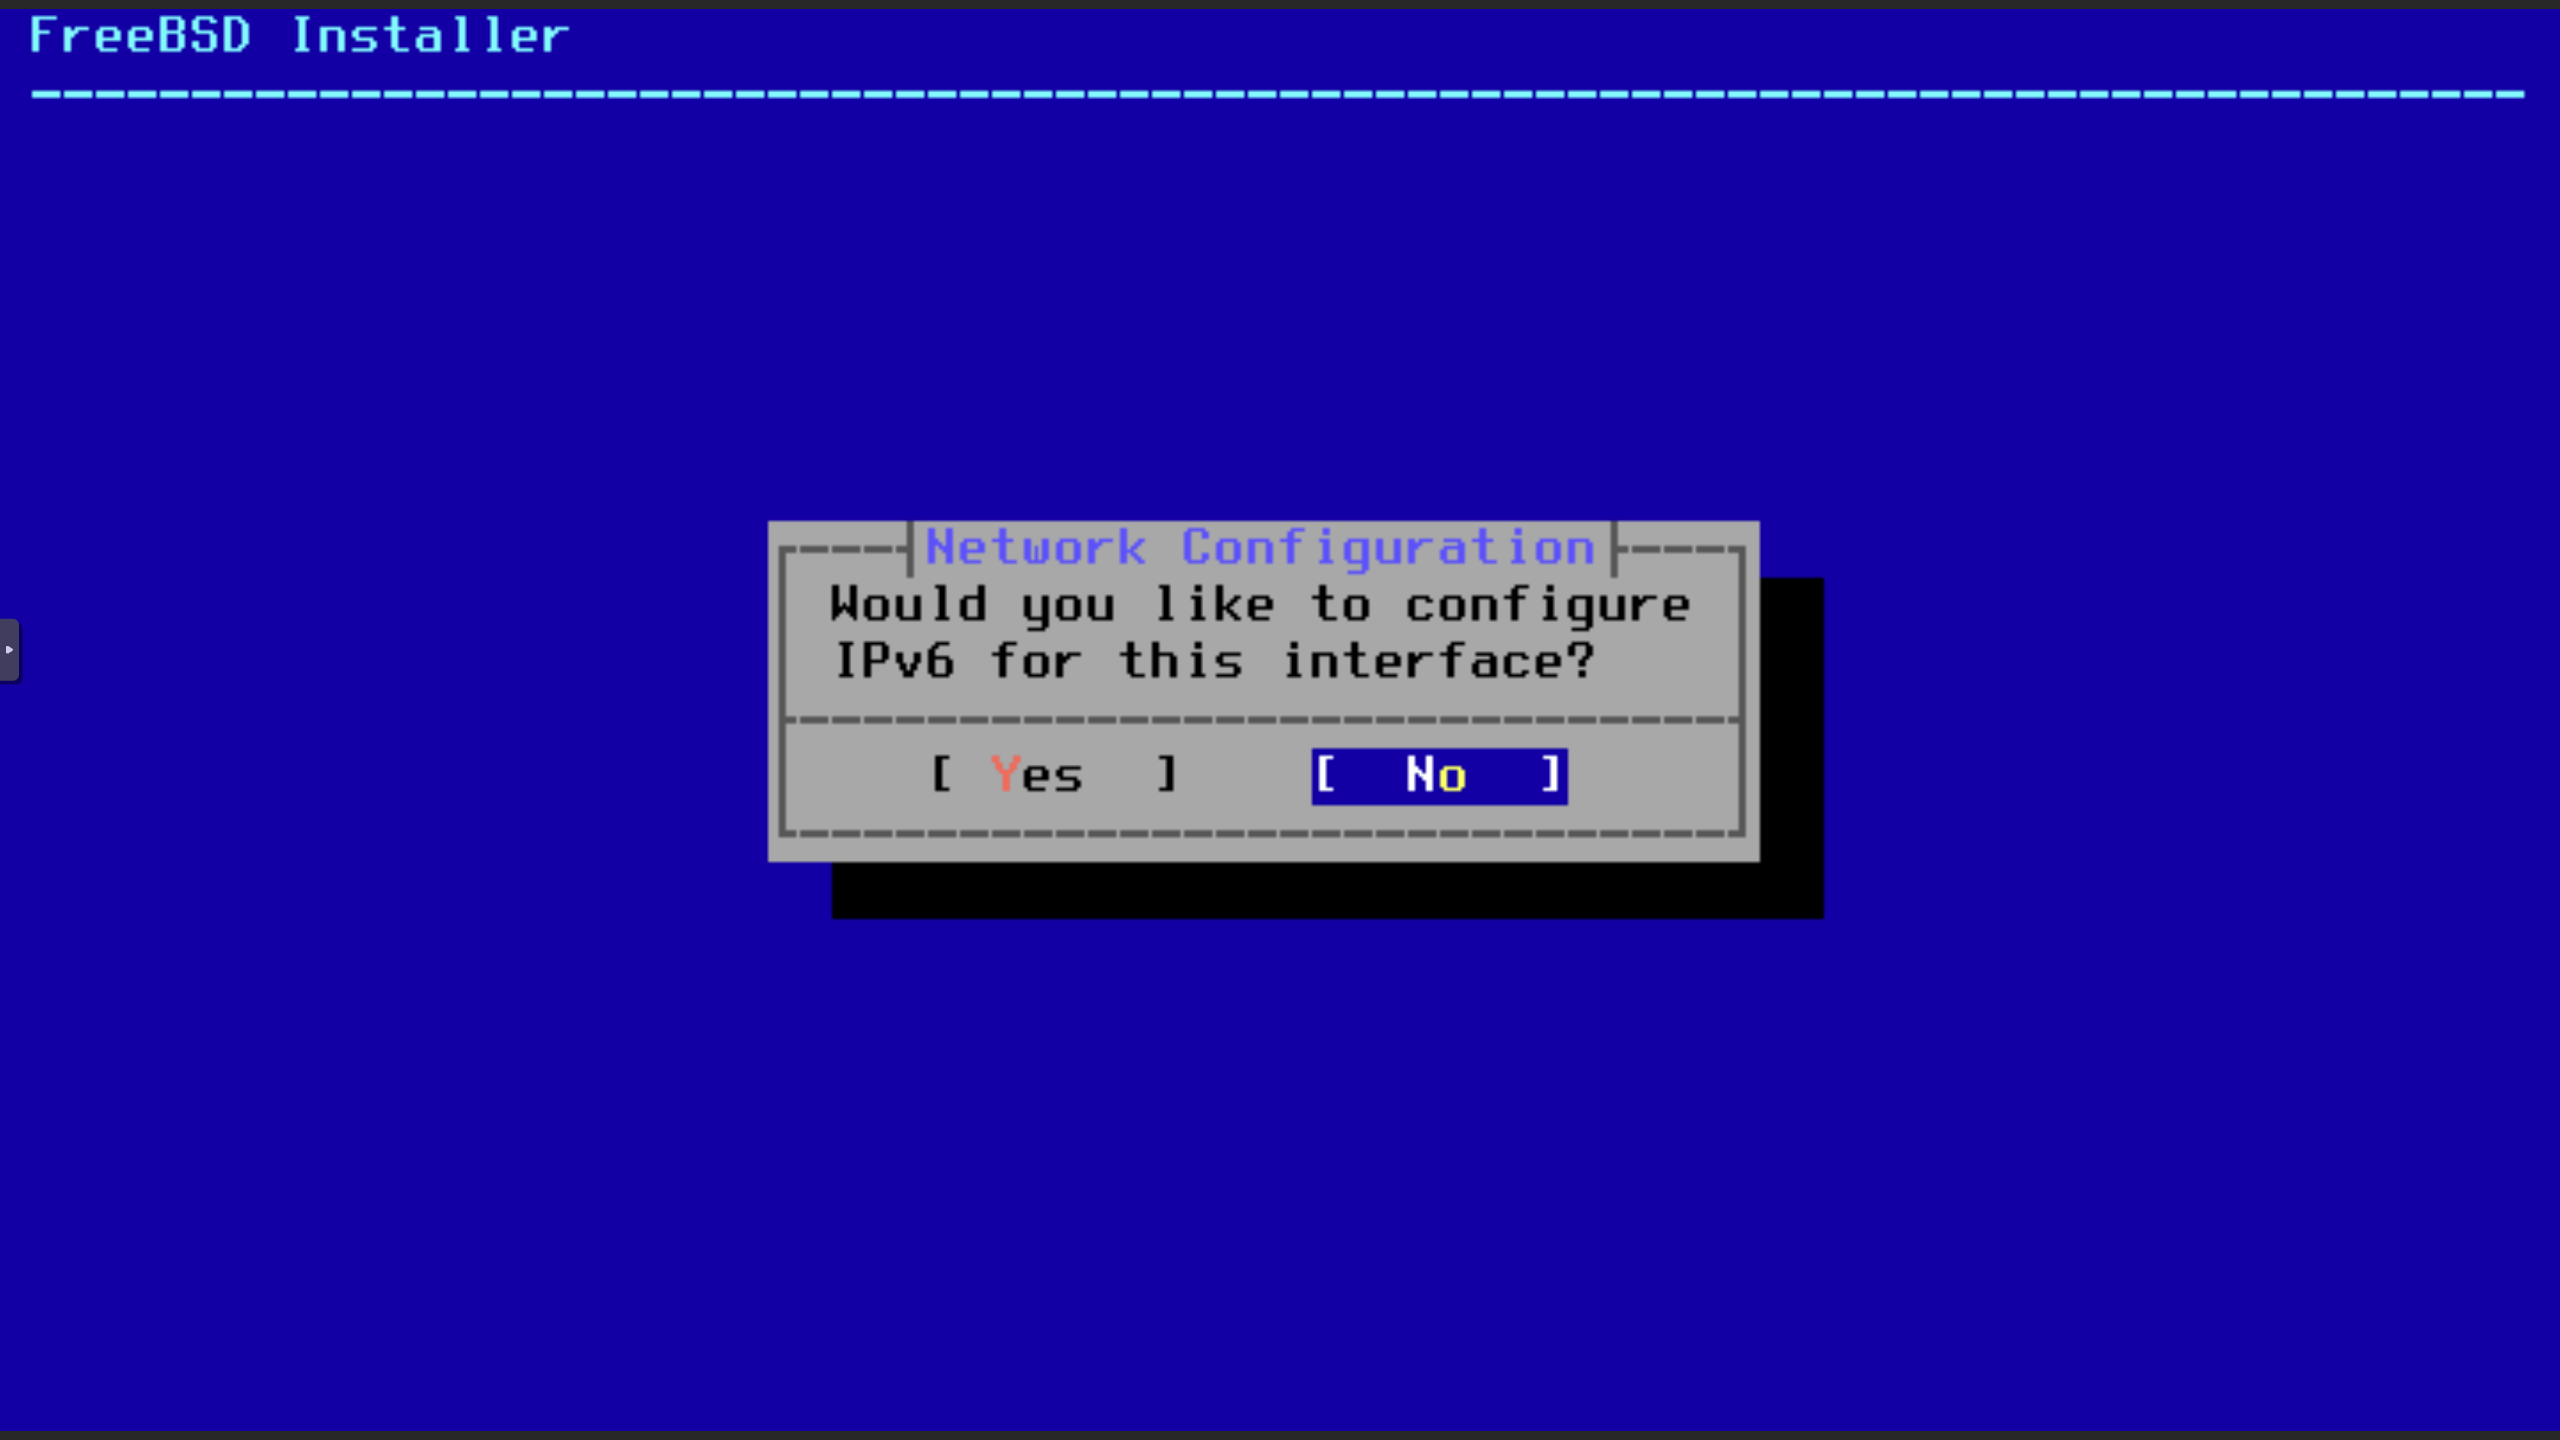 FreeBSD Installer
Network Configuration
Would you like to configure
IPv6 for this interface?
[ Yes ] [ No ]